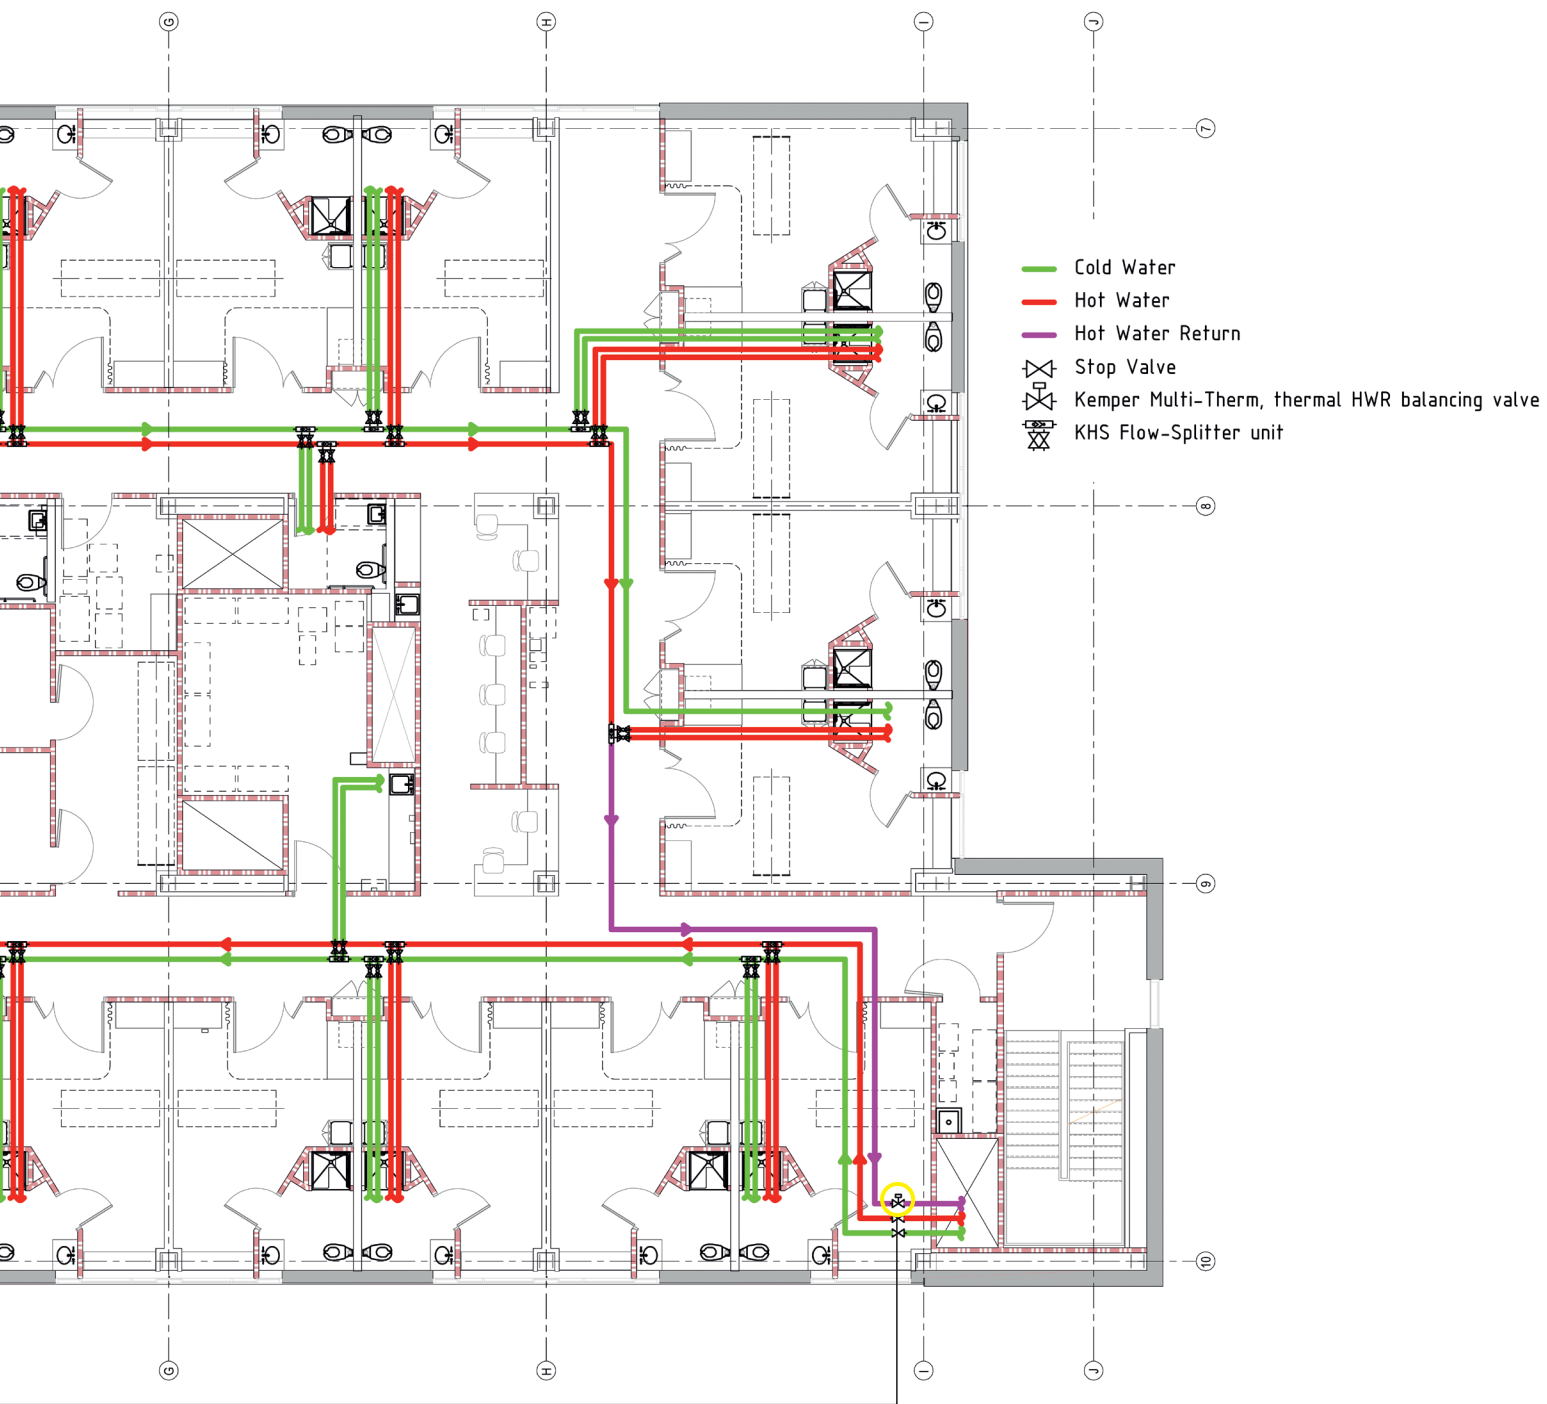 G H I J
7
Cold Water
Hot Water
Hot Water Return
Stop Valve
Kemper Multi-Therm, thermal HWR balancing valve
KHS Flow-Splitter unit
8
9
10
G H I J